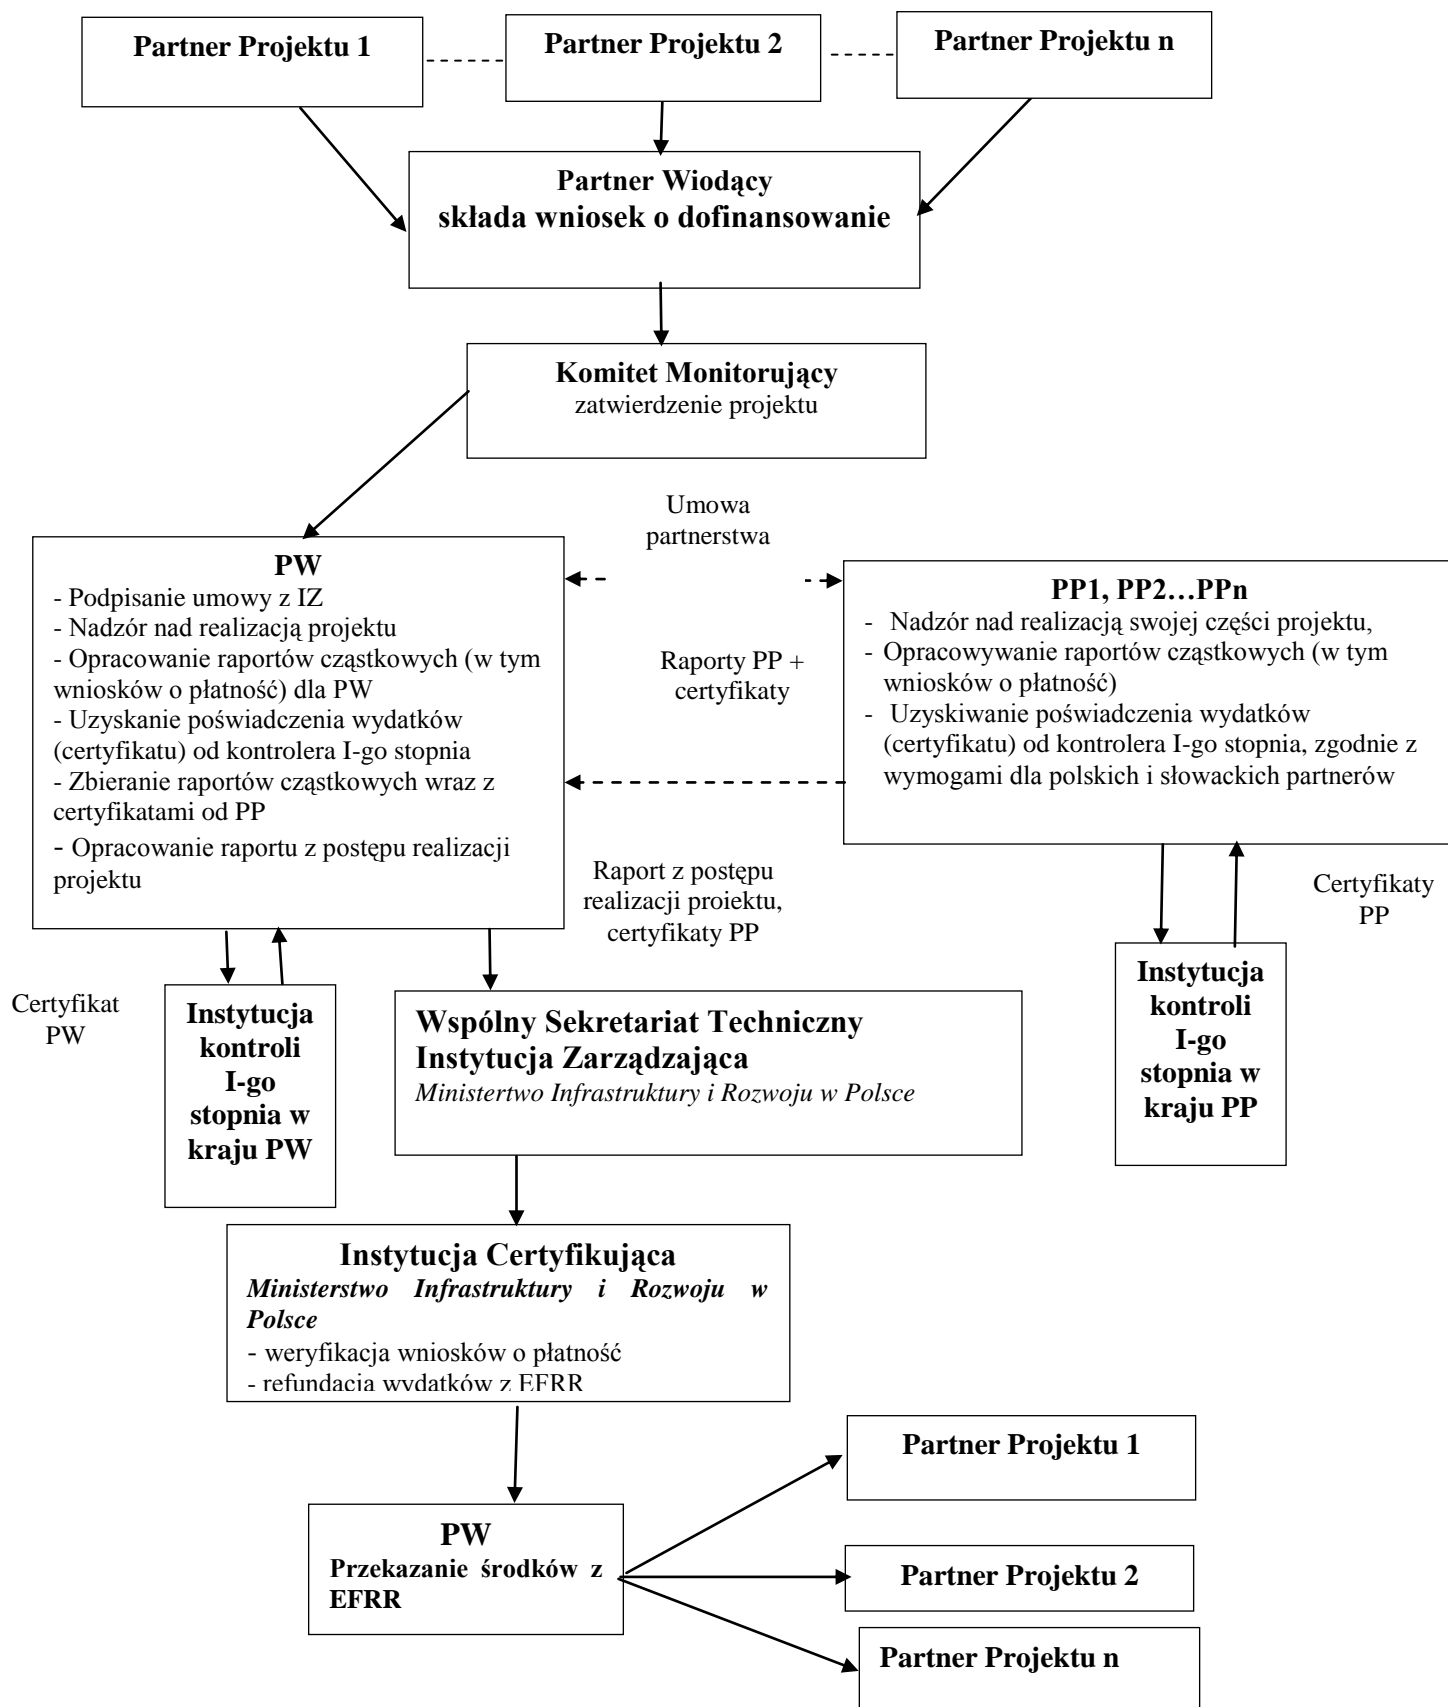 Partner Projektu 1
Partner Projektu 2
Partner Projektu n
Partner Wiodący
składa wniosek o dofinansowanie
Komitet Monitorujący
zatwierdzenie projektu
Umowa
partnerstwa
PW
- Podpisanie umowy z IZ
- Nadzór nad realizacją projektu
- Opracowanie raportów cząstkowych (w tym
wniosków o płatność) dla PW
- Uzyskanie poświadczenia wydatków
(certyfikatu) od kontrolera I-go stopnia
- Zbieranie raportów cząstkowych wraz z
certyfikatami od PP
- Opracowanie raportu z postępu realizacji
projektu
Raporty PP +
certyfikaty
PP1, PP2…PPn
- Nadzór nad realizacją swojej części projektu,
- Opracowywanie raportów cząstkowych (w tym
wniosków o płatność)
- Uzyskiwanie poświadczenia wydatków
(certyfikatu) od kontrolera I-go stopnia, zgodnie z
wymogami dla polskich i słowackich partnerów
Raport z postępu
realizacji proiektu,
certyfikaty PP
Certyfikaty
PP
Certyfikat
PW
Instytucja
kontroli
I-go
stopnia w
kraju PW
Wspólny Sekretariat Techniczny
Instytucja Zarządzająca
Ministertwo Infrastruktury i Rozwoju w Polsce
Instytucja
kontroli
I-go
stopnia w
kraju PP
Instytucja Certyfikująca
Ministerstwo Infrastruktury i Rozwoju w
Polsce
- weryfikacja wniosków o płatność
- refundacja wydatków z EFRR
PW
Przekazanie środków z
EFRR
Partner Projektu 1
Partner Projektu 2
Partner Projektu n